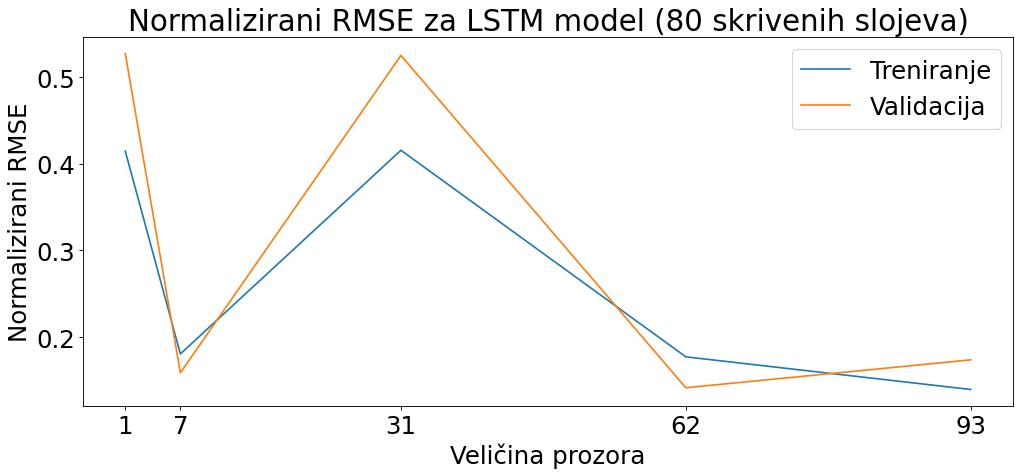 Normalizirani RMSE za LSTM model (80 skrivenih slojeva)
Treniranje
Validacija
Normalizirani RMSE
0.5
0.4
0.3
0.2
1 7 31 62 93
Veličina prozora